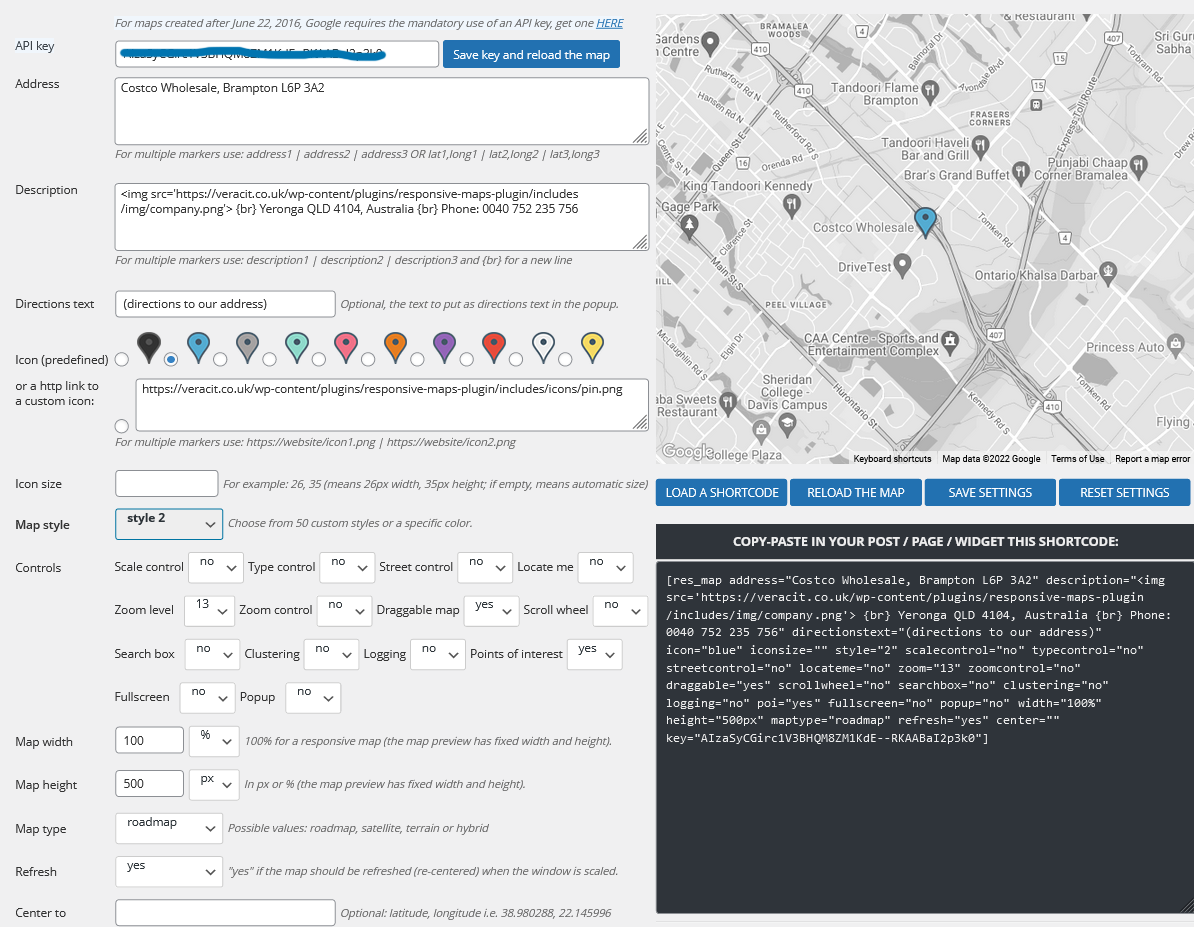 For maps created after June 22, 2016, Google requires the mandatory use of an API key, get one HERE
API key
Save key and reload the map
Address
Costco Wholesale, Brampton L6P 3A2
For multiple markers use: address1 | address2 | address3 OR lat1,long1 | lat2,long2 | lat3,long3
Description
<img src='https://veracit.co.uk/wp-content/plugins/responsive-maps-plugin/includes
/img/company.png'> {br} Yeronga QLD 4104, Australia {br} Phone: 0040 752 235 756
For multiple markers use: description1 | description2 | description3 and {br} for a new line
Directions text
(directions to our address)
Optional, the text to put as directions text in the popup.
Icon (predefined)
or a http link to
a custom icon:
https://veracit.co.uk/wp-content/plugins/responsive-maps-plugin/includes/icons/pin.png
For multiple markers use: https://website/icon1.png | https://website/icon2.png
Icon size
For example: 26, 35 (means 26px width, 35px height; if empty, means automatic size)
Map style
style 2
Choose from 50 custom styles or a specific color.
Controls
Scale control no Type control no Street control no Locate me no
Zoom level 13 Zoom control no Draggable map yes Scroll wheel no
Search box no Clustering no Logging no Points of interest yes
Fullscreen no Popup no
Map width
100
%
100% for a responsive map (the map preview has fixed width and height).
Map height
500
px
In px or % (the map preview has fixed width and height).
Map type
roadmap
Possible values: roadmap, satellite, terrain or hybrid
Refresh
yes
"yes" if the map should be refreshed (re-centered) when the window is scaled.
Center to
Optional: latitude, longitude i.e. 38.980288, 22.145996
& Restaurant
BRAMALEA
WOODS
Gardens
n Centre
410
4
407
Sri Guru
Sabha
Torbram Rd
Balmoral Dr
Avondale Blvd
15
15
Rutherford Rd N
410
Hansen Rd N
Tandoori Flame
Brampton
FRASERS
CORNERS
Express Toll Route
Rutherford Rd S
Queen St E
Centre St N
16
Orenda Rd
Tandoori Haveli
Bar and Grill
Drew R
Brar's Grand Buffet
Punjabi Chaap
Corner Bramalea
King Tandoori Kennedy
Gage Park
Clarence St
Costco Wholesale
Tomken Rd
4
Main St S
DriveTest
Ontario Khalsa Darbar
HILL
PEEL VILLAGE
407
Elgin Dr
CAA Centre - Sports and
Entertainment Complex
Princess Auto
McLaughlin Rd S
Sheridan
College -
Davis Campus
Hurontario St
Tomken Rd
Kennedy Rd S
410
aba Sweets
Restaurant
Flying
College Plaza
Google
Keyboard shortcuts
Map data ©2022 Google
Terms of Use
Report a map error
LOAD A SHORTCODE
RELOAD THE MAP
SAVE SETTINGS
RESET SETTINGS
COPY-PASTE IN YOUR POST / PAGE / WIDGET THIS SHORTCODE:
[res_map address="Costco Wholesale, Brampton L6P 3A2" description="<img
src='https://veracit.co.uk/wp-content/plugins/responsive-maps-plugin
/includes/img/company.png'> {br} Yeronga QLD 4104, Australia {br} Phone:
0040 752 235 756" directionstext="(directions to our address)"
icon="blue" iconsize="" style="2" scalecontrol="no" typecontrol="no"
streetcontrol="no" locateme="no" zoom="13" zoomcontrol="no"
draggable="yes" scrollwheel="no" searchbox="no" clustering="no"
logging="no" poi="yes" fullscreen="no" popup="no" width="100%"
height="500px" maptype="roadmap" refresh="yes" center=""
key="AIzaSyCGirc1V3BHQM8ZM1KdE--RKAABaI2p3k0"]